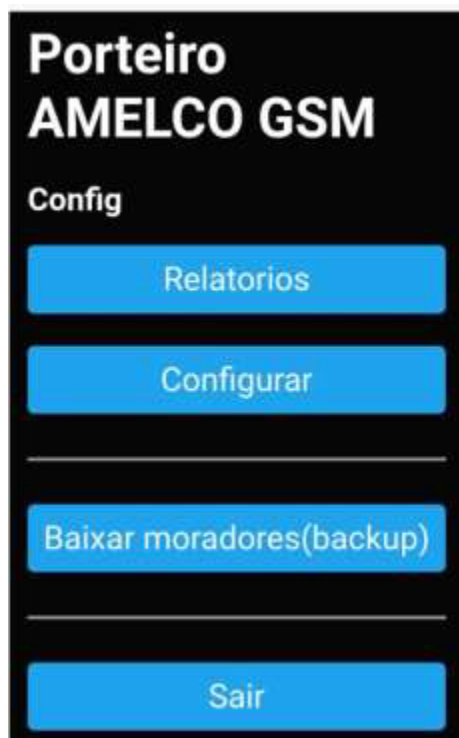 Porteiro
AMELCO GSM
Config
Relatorios
Configurar
Baixar moradores(backup)
Sair